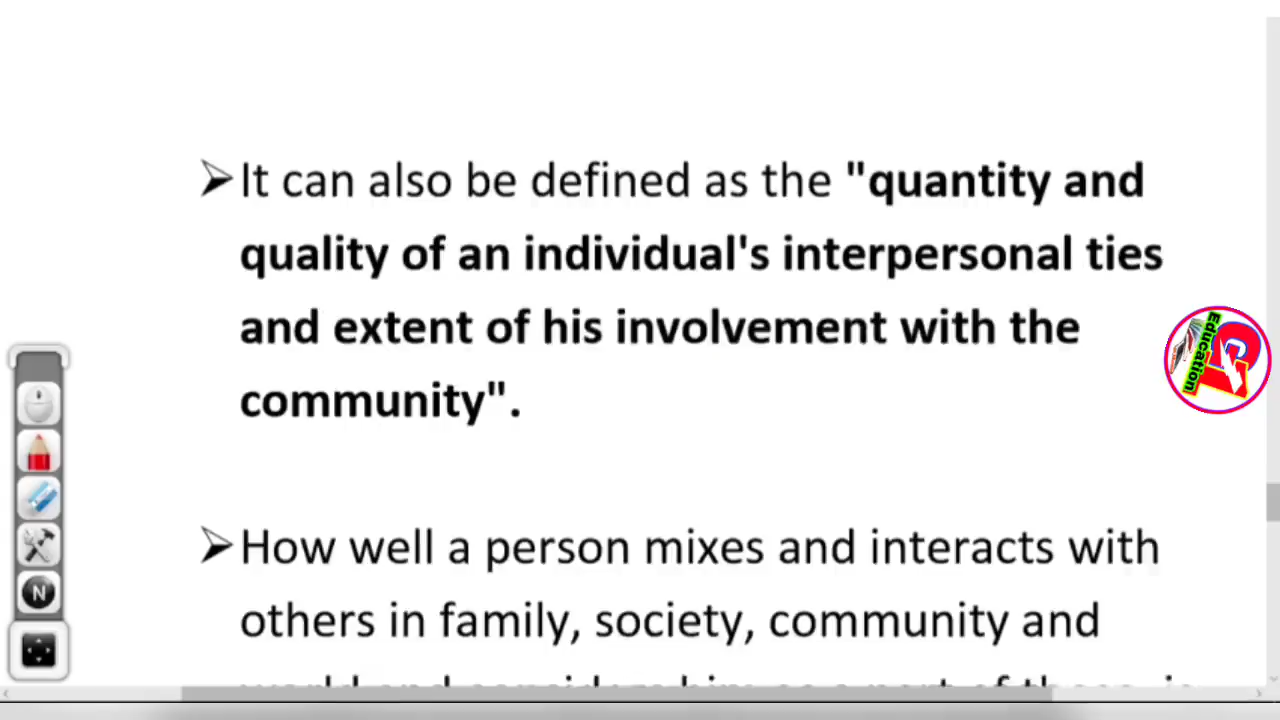 ➢It can also be defined as the "quantity and
quality of an individual's interpersonal ties
and extent of his involvement with the
community".
➢How well a person mixes and interacts with
others in family, society, community and
Education
N